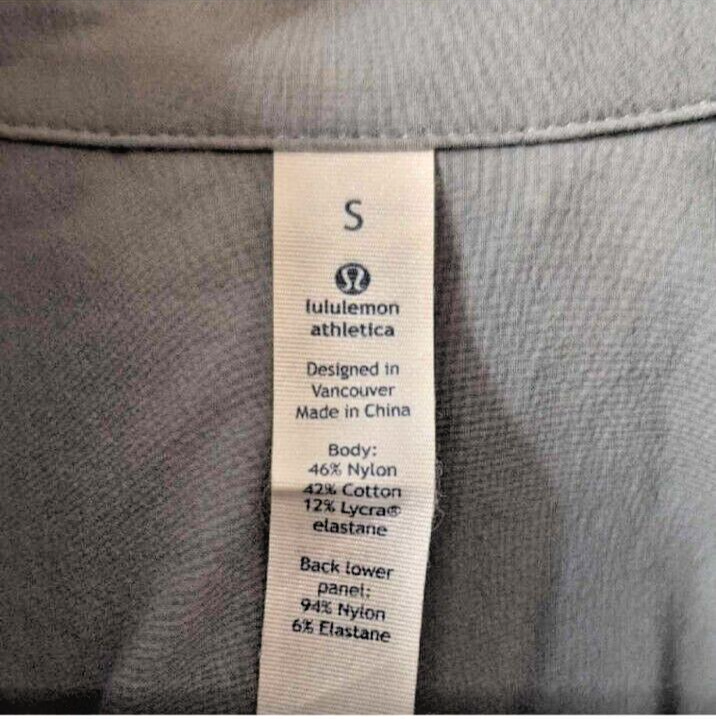 S
lululemon
athletica
Designed in
Vancouver
Made in China
Body:
46% Nylon
42% Cotton
12% Lycra®
elastane
Back lower
panel:
94% Nylon
6% Elastane